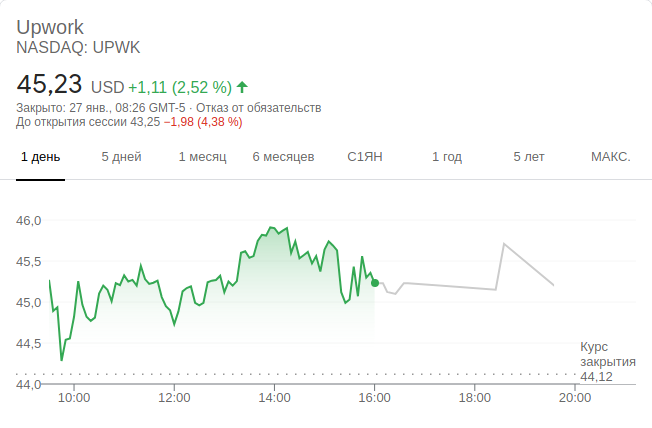 Upwork
NASDAQ: UPWK
45,23 USD +1,11 (2,52 %)
Закрыто: 27 янв., 08:26 GMT-5 · Отказ от обязательств
До открытия сессии 43,25 −1,98 (4,38 %)
1 день 5 дней 1 месяц 6 месяцев С1ЯН 1 год 5 лет МАКС.
46,0
45,5
45,0
44,5
44,0
Курс
закрытия
44,12
10:00 12:00 14:00 16:00 18:00 20:00